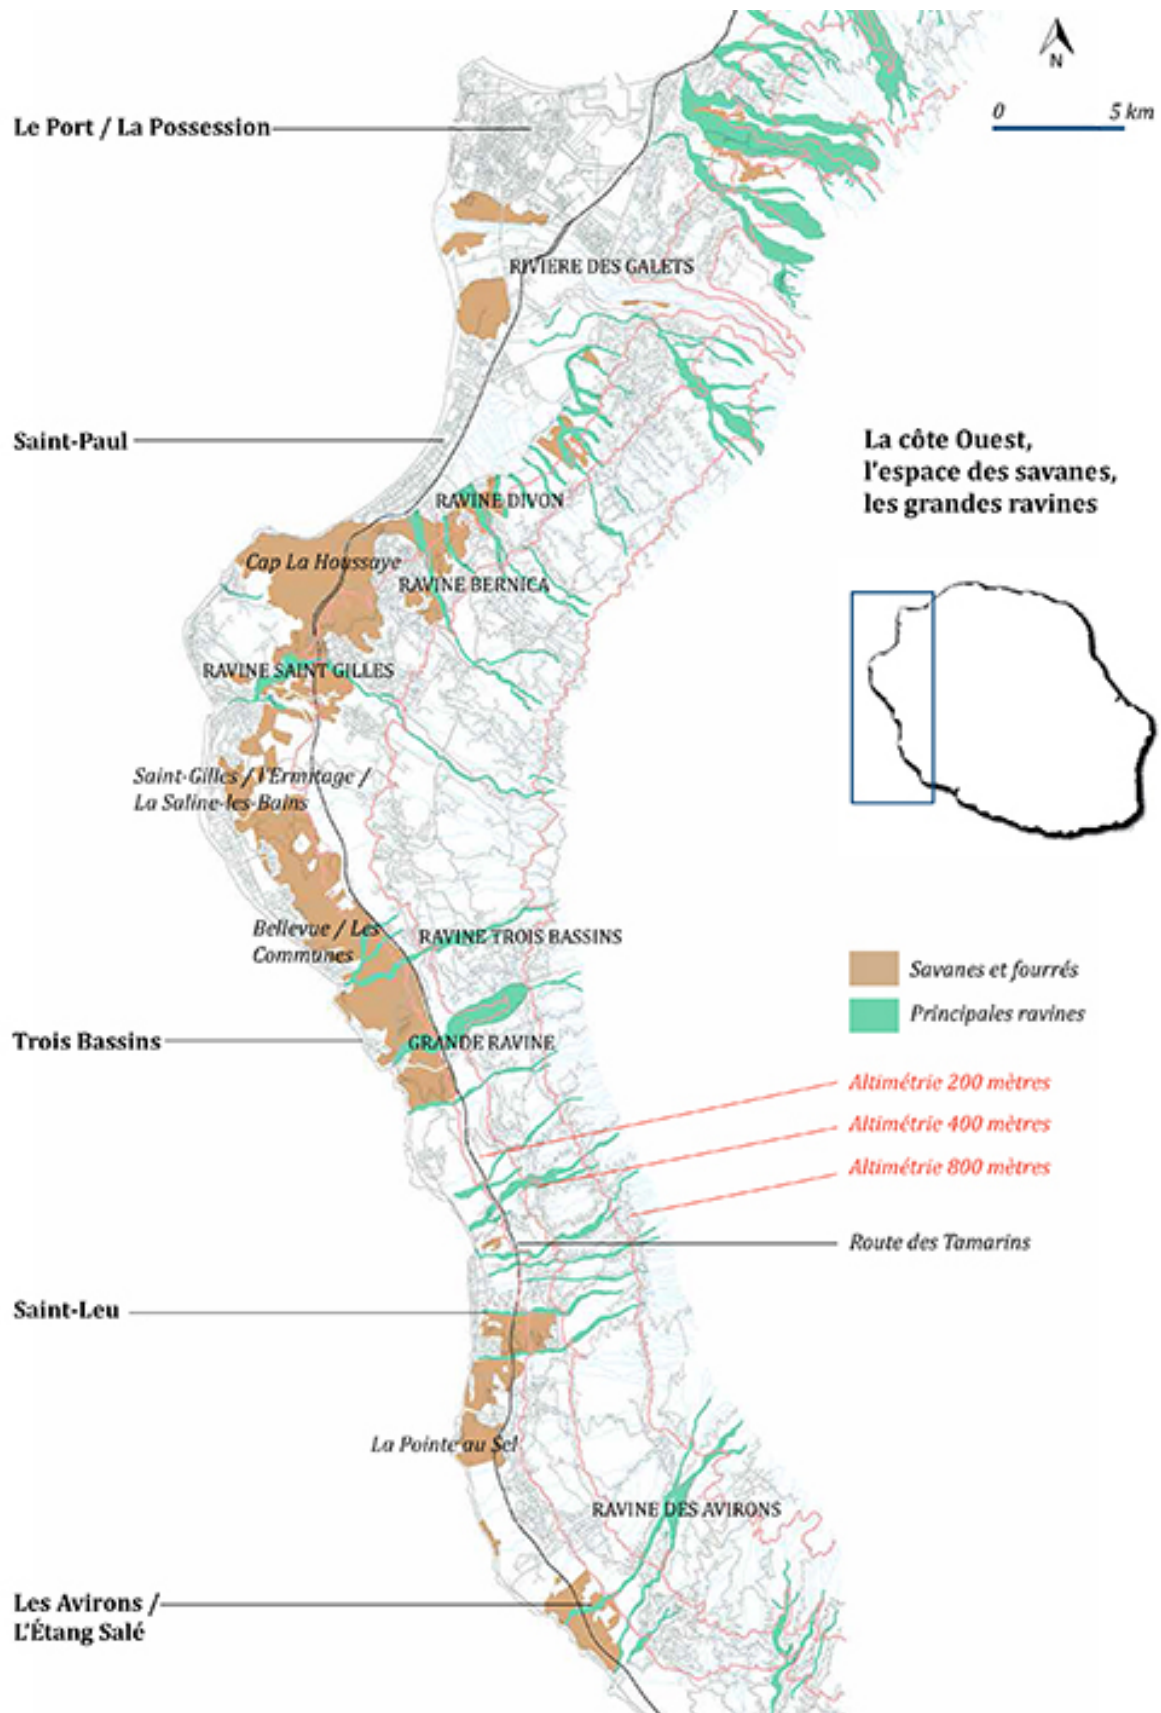 N
0 5 km
Le Port / La Possession
RIVIERE DES GALETS
Saint-Paul
La côte Ouest,
l'espace des savanes,
les grandes ravines
RAVINE DIVON
Cap La Houssaye
RAVINE BERNICA
RAVINE SAINT GILLES
Saint-Gilles / l'Ermitage /
La Saline-les-Bains
Bellevue / Les
Communes
RAVINE TROIS BASSINS
Savanes et fourrés
Principales ravines
Trois Bassins
GRANDE RAVINE
Altimétrie 200 mètres
Altimétrie 400 mètres
Altimétrie 800 mètres
Route des Tamarins
Saint-Leu
La Pointe au Sel
RAVINE DES AVIRONS
Les Avirons /
L'Étang Salé